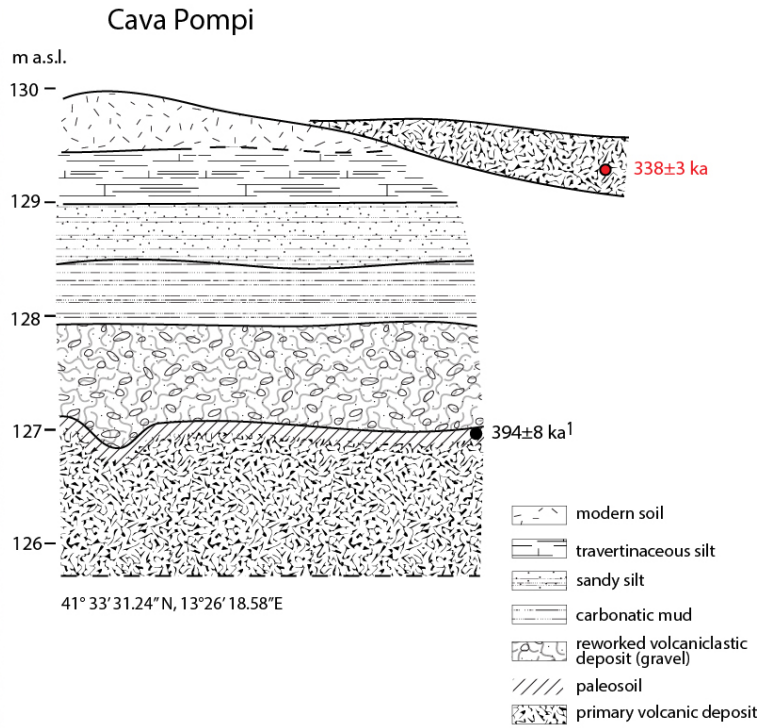 Cava Pompi
m a.s.l.
130
338±3 ka
129
128
127
394±8 ka¹
126
41° 33’ 31.24” N, 13°26’ 18.58”E
modern soil
travertinaceous silt
sandy silt
carbonatic mud
reworked volcaniclastic
deposit (gravel)
paleosoil
primary volcanic deposit